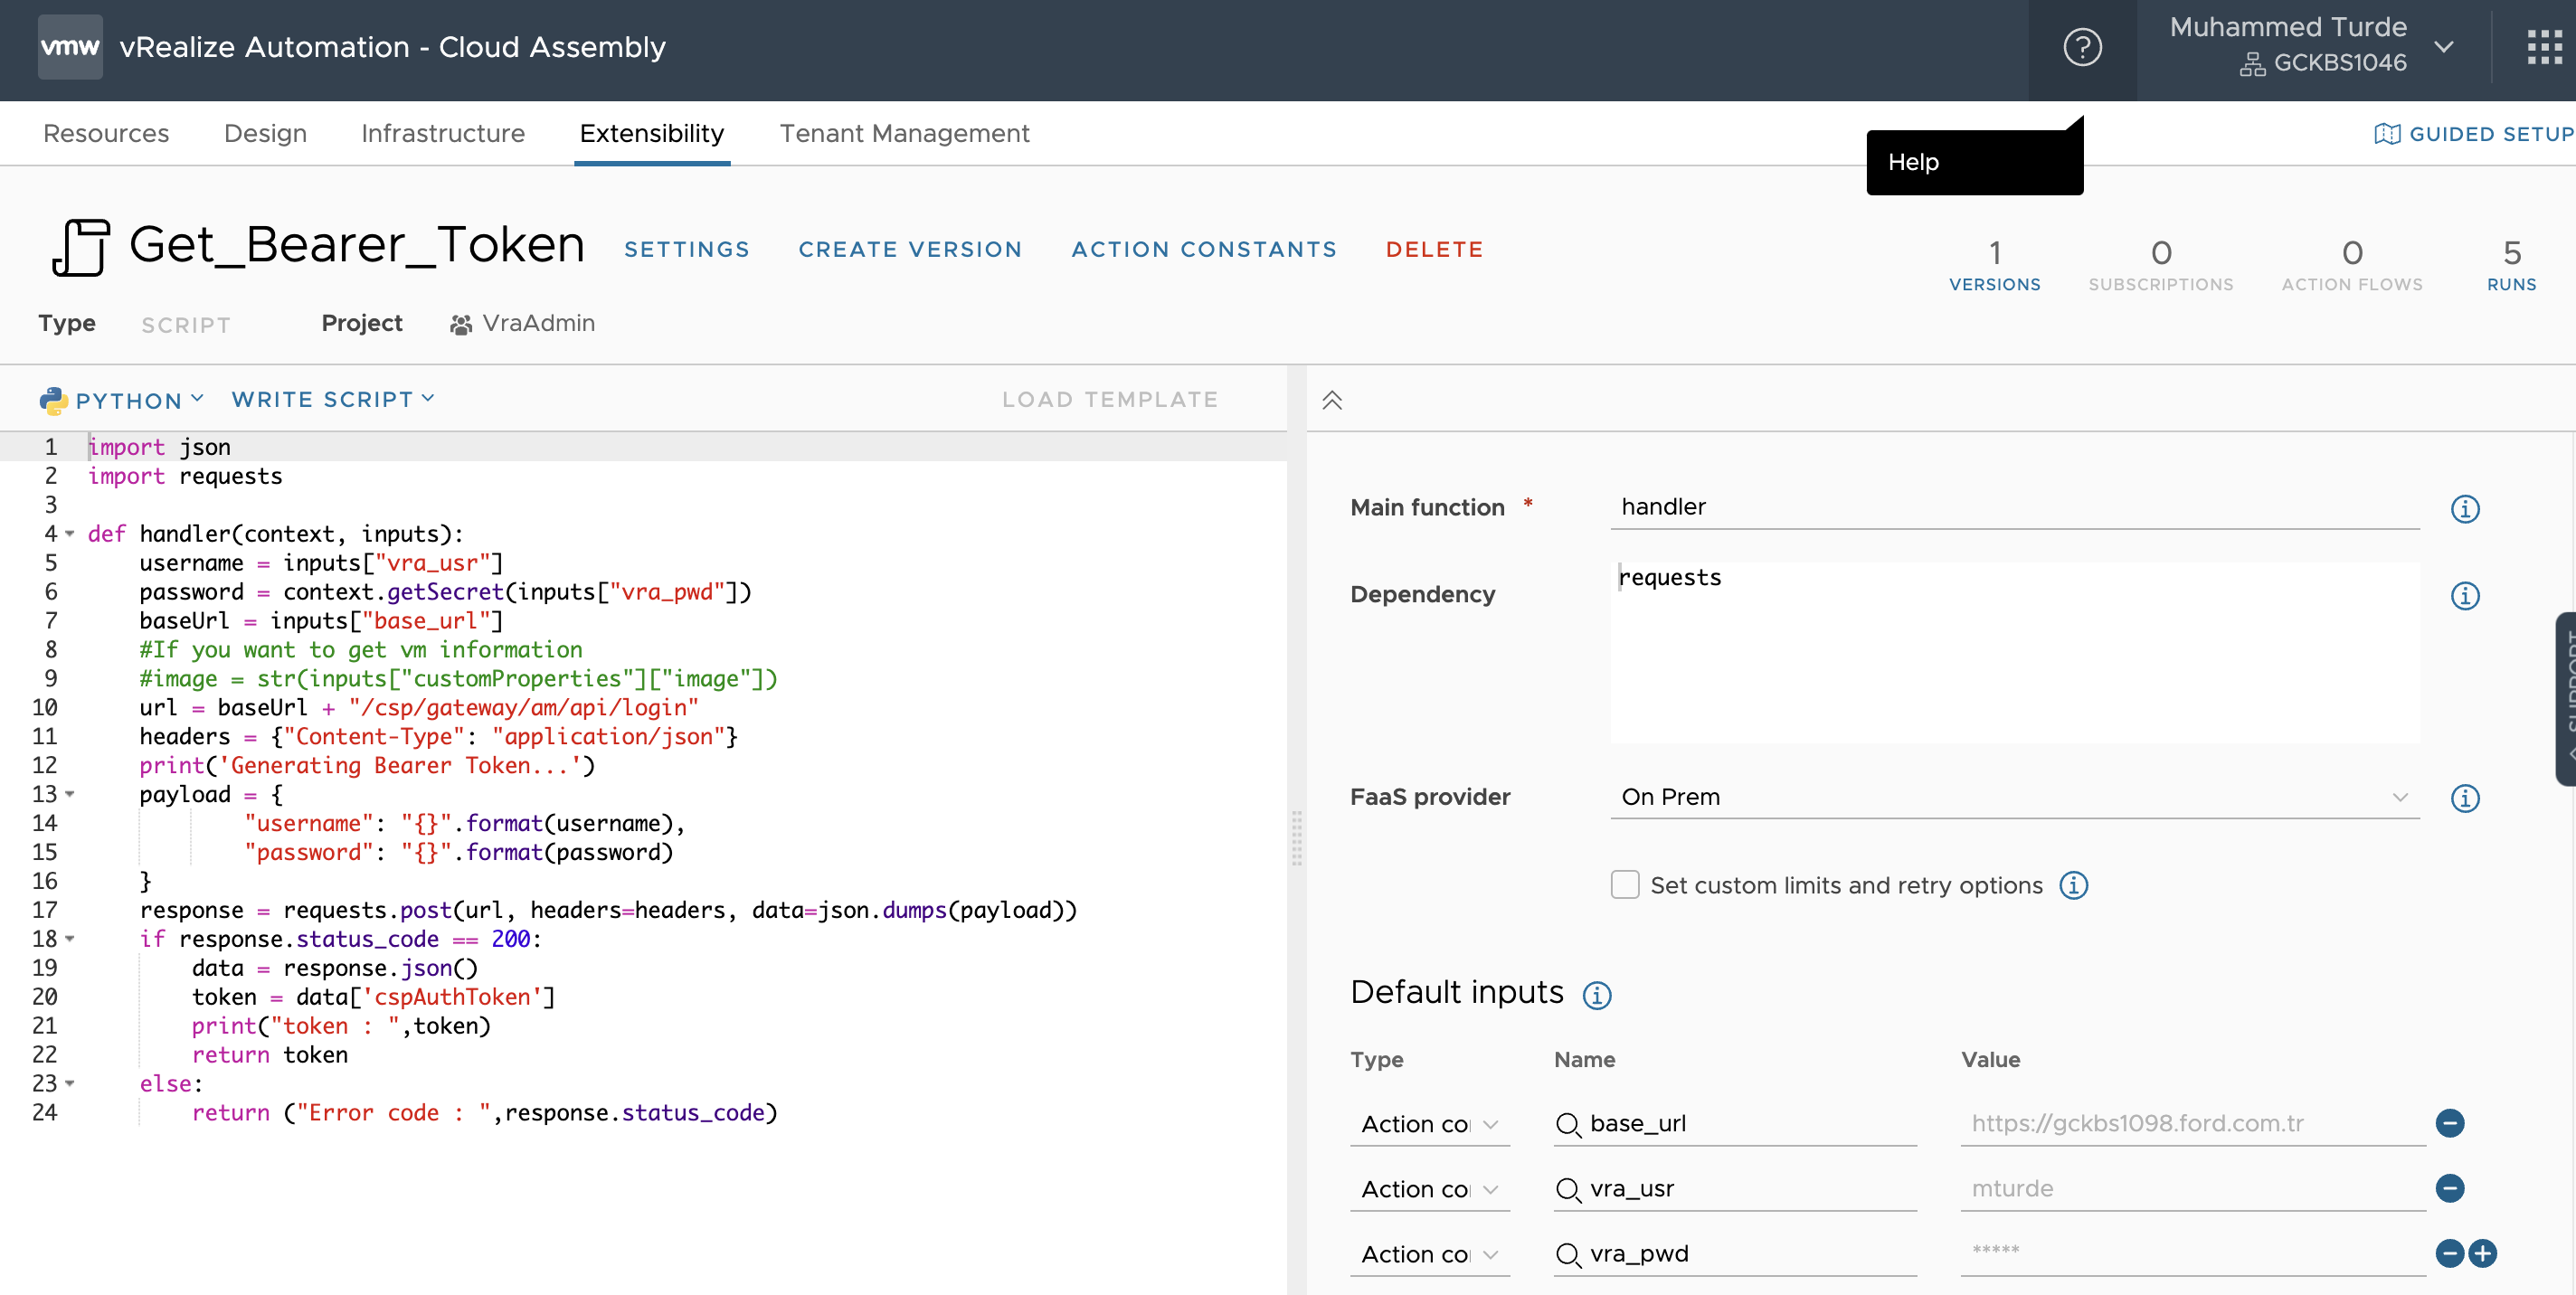 vmw vRealize Automation - Cloud Assembly
Muhammed Turde
GCKBS1046
Resources Design Infrastructure Extensibility Tenant Management
GUIDED SETUP
Help
Get_Bearer_Token SETTINGS CREATE VERSION ACTION CONSTANTS DELETE
1 0 0 5
VERSIONS SUBSCRIPTIONS ACTION FLOWS RUNS
Type SCRIPT Project VraAdmin
PYTHON WRITE SCRIPT LOAD TEMPLATE
1 import json
2 import requests
3
4 def handler(context, inputs):
5 username = inputs["vra_usr"]
6 password = context.getSecret(inputs["vra_pwd"])
7 baseUrl = inputs["base_url"]
8 #If you want to get vm information
9 #image = str(inputs["customProperties"]["image"])
10 url = baseUrl + "/csp/gateway/am/api/login"
11 headers = {"Content-Type": "application/json"}
12 print('Generating Bearer Token...')
13 payload = {
14 "username": "{}".format(username),
15 "password": "{}".format(password)
16 }
17 response = requests.post(url, headers=headers, data=json.dumps(payload))
18 if response.status_code == 200:
19 data = response.json()
20 token = data['cspAuthToken']
21 print("token : ",token)
22 return token
23 else:
24 return ("Error code : ",response.status_code)
Main function * handler
Dependency requests
FaaS provider On Prem
Set custom limits and retry options
Default inputs
Type Name Value
Action co base_url https://gckbs1098.ford.com.tr
Action co vra_usr mturde
Action co vra_pwd *****
SUPPORT